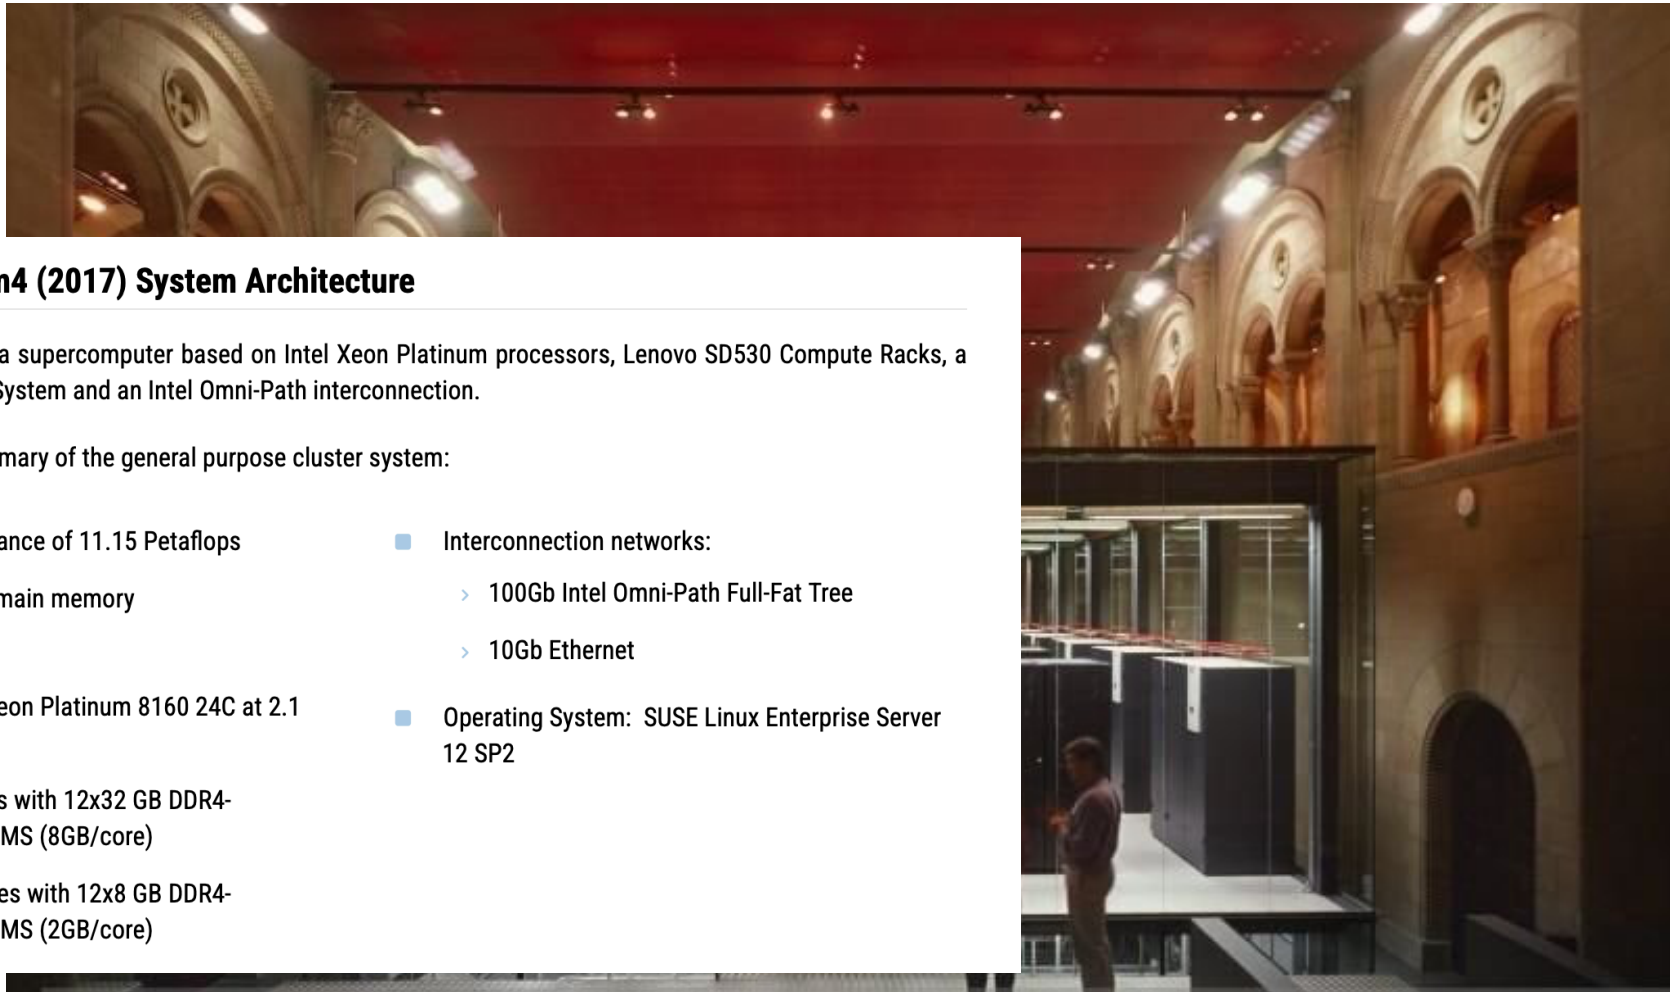 n4 (2017) System Architecture
a supercomputer based on Intel Xeon Platinum processors, Lenovo SD530 Compute Racks, a
System and an Intel Omni-Path interconnection.
mary of the general purpose cluster system:
ance of 11.15 Petaflops
main memory
eon Platinum 8160 24C at 2.1
s with 12x32 GB DDR4-
MS (8GB/core)
es with 12x8 GB DDR4-
MS (2GB/core)
Interconnection networks:
100Gb Intel Omni-Path Full-Fat Tree
10Gb Ethernet
Operating System: SUSE Linux Enterprise Server
12 SP2